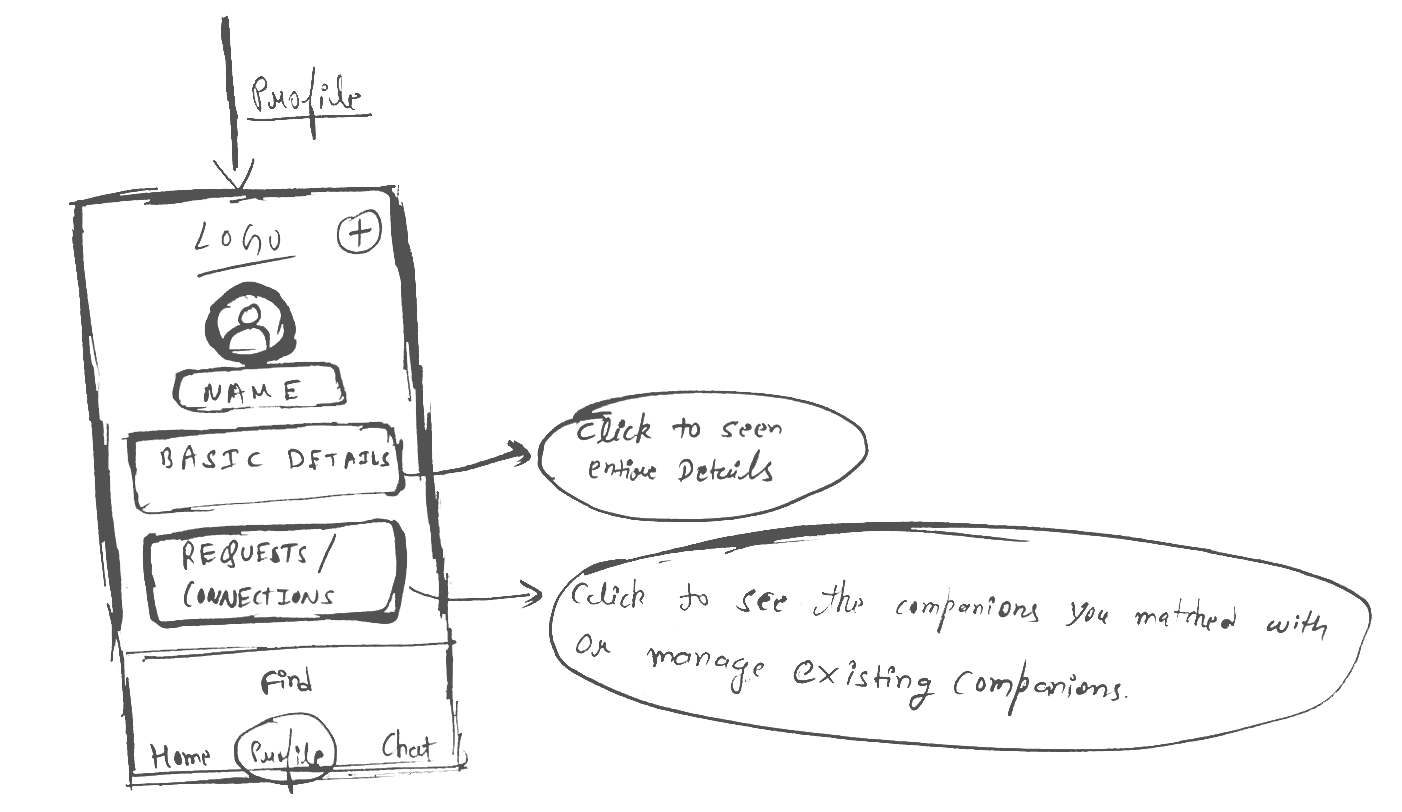 Profile
LOGO
NAME
BASIC DETAILS
Click to seen
entire Details
REQUESTS/
CONNECTIONS
Click to see the companions you matched with
or manage existing companions.
Find
Home Profile Chat